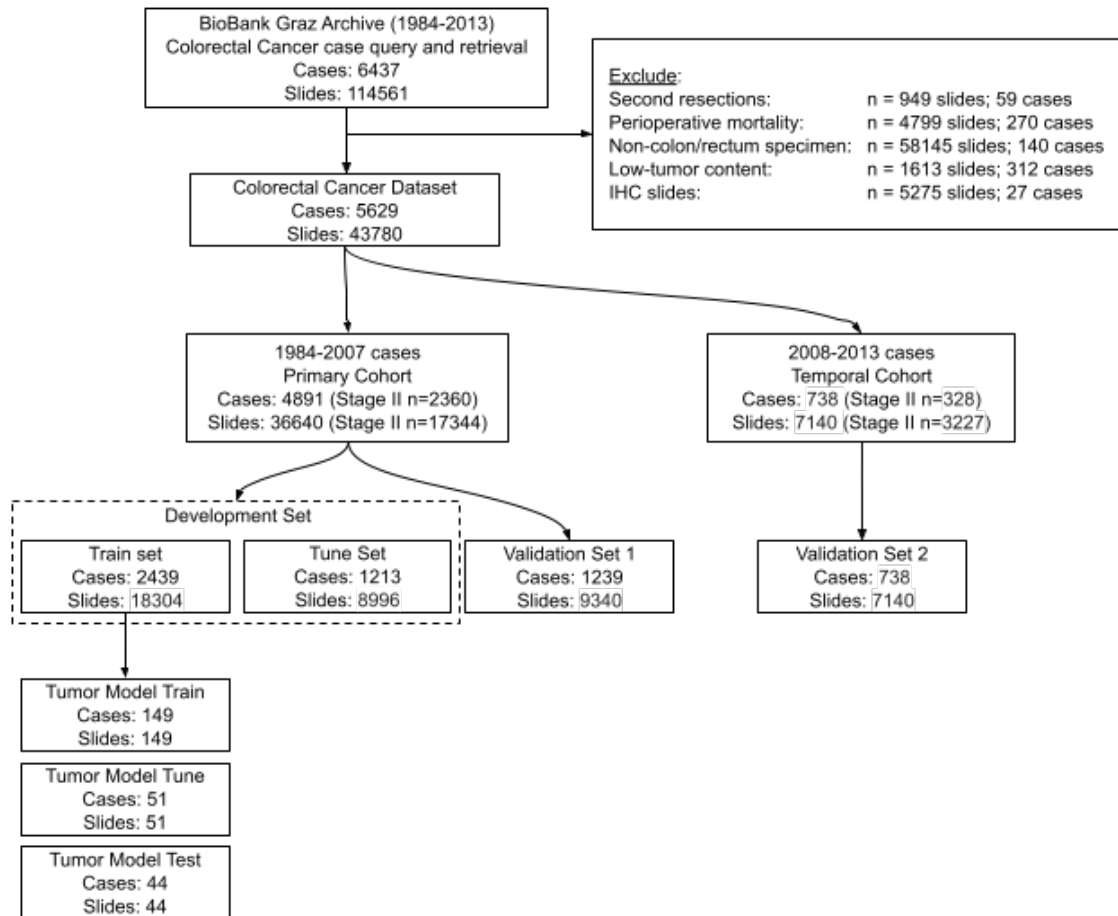 BioBank Graz Archive (1984-2013)
Colorectal Cancer case query and retrieval
Cases: 6437
Slides: 114561
Exclude:
Second resections: n = 949 slides; 59 cases
Perioperative mortality: n = 4799 slides; 270 cases
Non-colon/rectum specimen: n = 58145 slides; 140 cases
Low-tumor content: n = 1613 slides; 312 cases
IHC slides: n = 5275 slides; 27 cases
Colorectal Cancer Dataset
Cases: 5629
Slides: 43780
1984-2007 cases
Primary Cohort
Cases: 4891 (Stage II n=2360)
Slides: 36640 (Stage II n=17344)
2008-2013 cases
Temporal Cohort
Cases: 738 (Stage II n=328)
Slides: 7140 (Stage II n=3227)
Development Set
Train set
Cases: 2439
Slides: 18304
Tune Set
Cases: 1213
Slides: 8996
Validation Set 1
Cases: 1239
Slides: 9340
Validation Set 2
Cases: 738
Slides: 7140
Tumor Model Train
Cases: 149
Slides: 149
Tumor Model Tune
Cases: 51
Slides: 51
Tumor Model Test
Cases: 44
Slides: 44